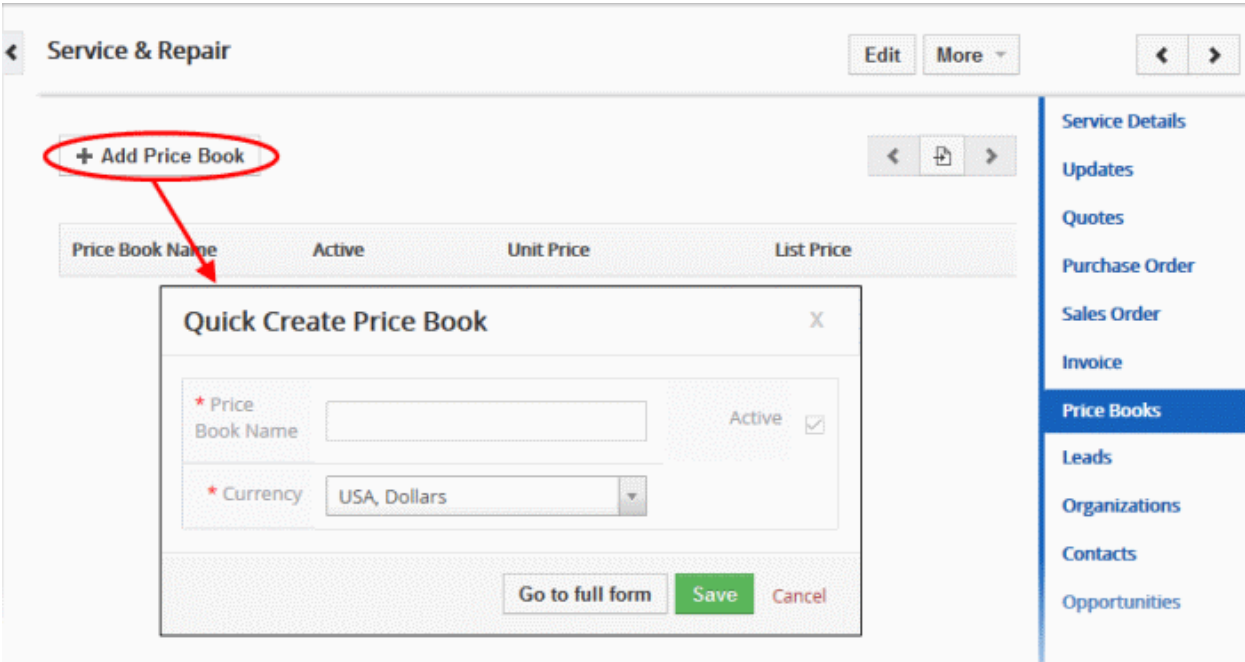 Service & Repair
Edit
More
+ Add Price Book
Price Book Name Active Unit Price List Price
Quick Create Price Book X
* Price
Book Name
Active
* Currency USA, Dollars
Go to full form Save Cancel
Service Details
Updates
Quotes
Purchase Order
Sales Order
Invoice
Price Books
Leads
Organizations
Contacts
Opportunities